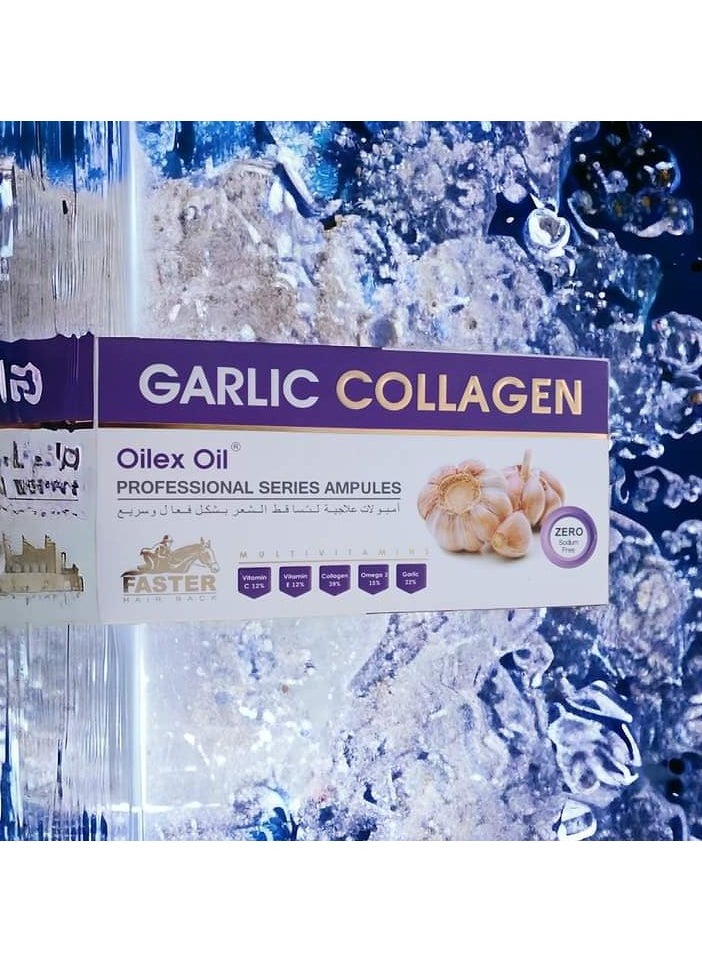 GARLIC COLLAGEN
Oilex Oil®
PROFESSIONAL SERIES AMPULES
أمبولات علاجية لتساقط الشعر بشكل فعال وسريع
ZERO
Sodium
Free
MULTIVITAMINS
FASTER
HAIR BACK
Vitamin
C 12%
Vitamin
E 12%
Collagen
39%
Omega 3
15%
Garlic
22%